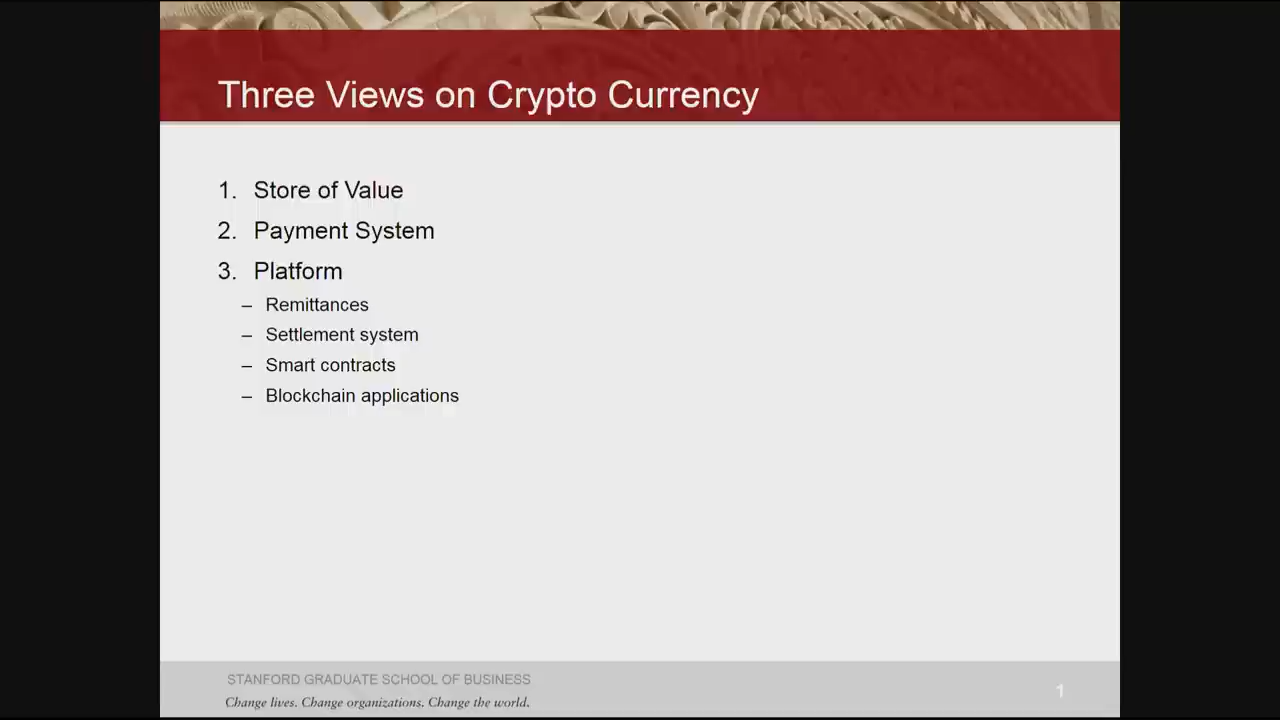 Three Views on Crypto Currency
1. Store of Value
2. Payment System
3. Platform
– Remittances
– Settlement system
– Smart contracts
– Blockchain applications
STANFORD GRADUATE SCHOOL OF BUSINESS
Change lives. Change organizations. Change the world.
1